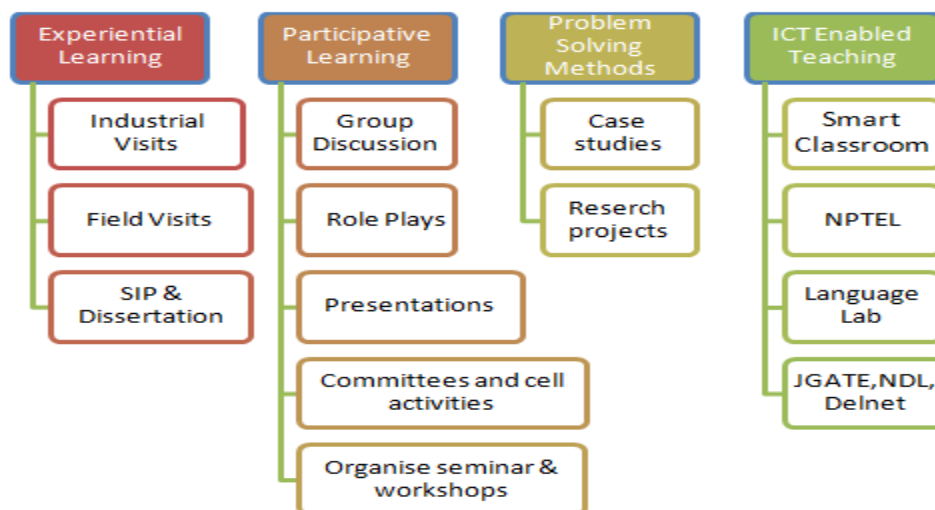 Experiential
Learning
Industrial
Visits
Field Visits
SIP &
Dissertation
Participative
Learning
Group
Discussion
Role Plays
Presentations
Committees and cell
activities
Organise seminar &
workshops
Problem
Solving
Methods
Case
studies
Reserch
projects
ICT Enabled
Teaching
Smart
Classroom
NPTEL
Language
Lab
JGATE,NDL,
Delnet